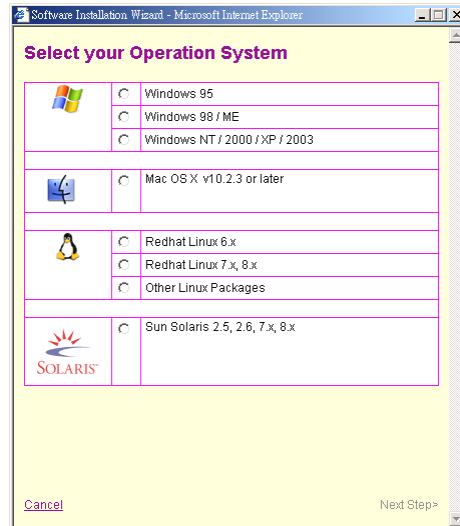 Software Installation Wizard - Microsoft Internet Explorer
Select your Operation System
Windows 95
Windows 98 / ME
Windows NT / 2000 / XP / 2003
Mac OS X v10.2.3 or later
Redhat Linux 6.x
Redhat Linux 7.x, 8.x
Other Linux Packages
Sun Solaris 2.5, 2.6, 7.x, 8.x
SOLARIS™
Cancel
Next Step>